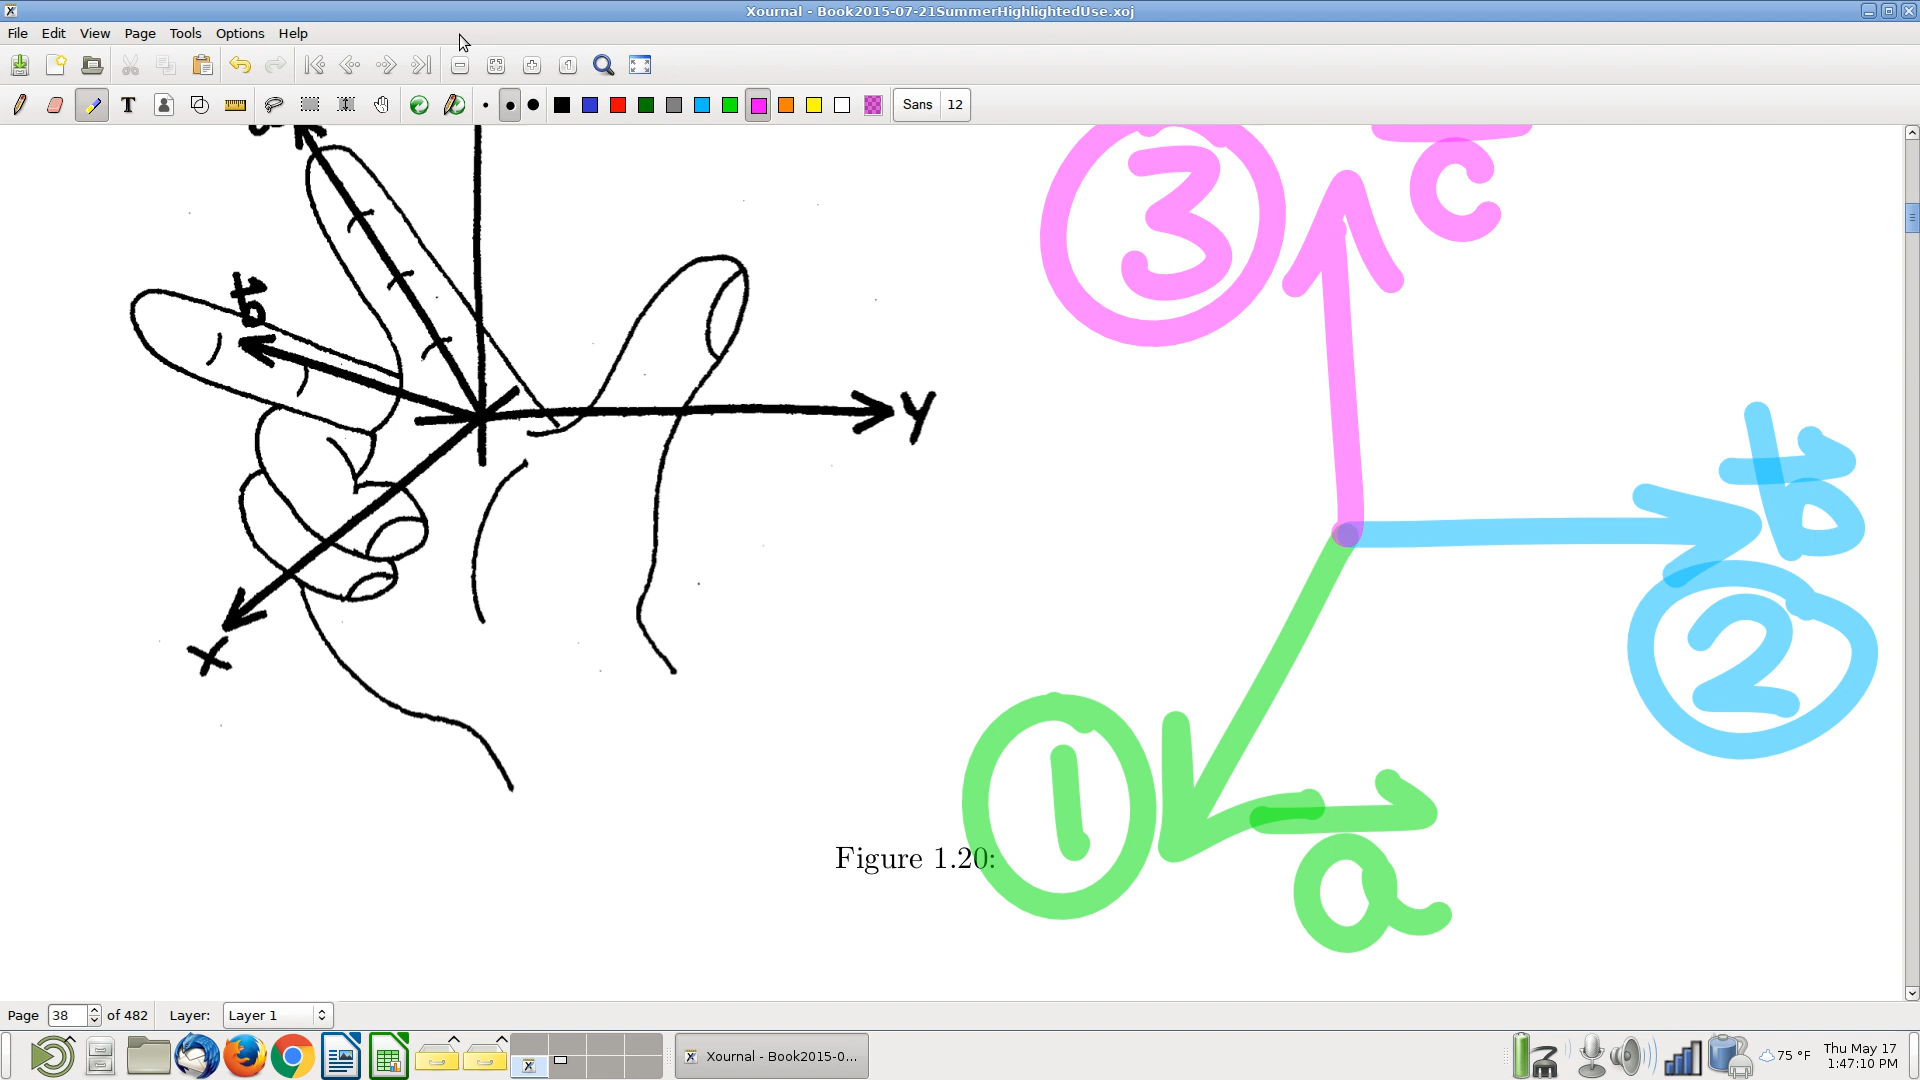 Xournal - Book2015-07-21SummerHighlightedUse.xoj
File Edit View Page Tools Options Help
T Sans 12
3 c
b
Y
b
2
X
1
a
Figure 1.20:
Page 38 of 482 Layer: Layer 1
Xournal - Book2015-0...
75 °F
Thu May 17
1:47:10 PM